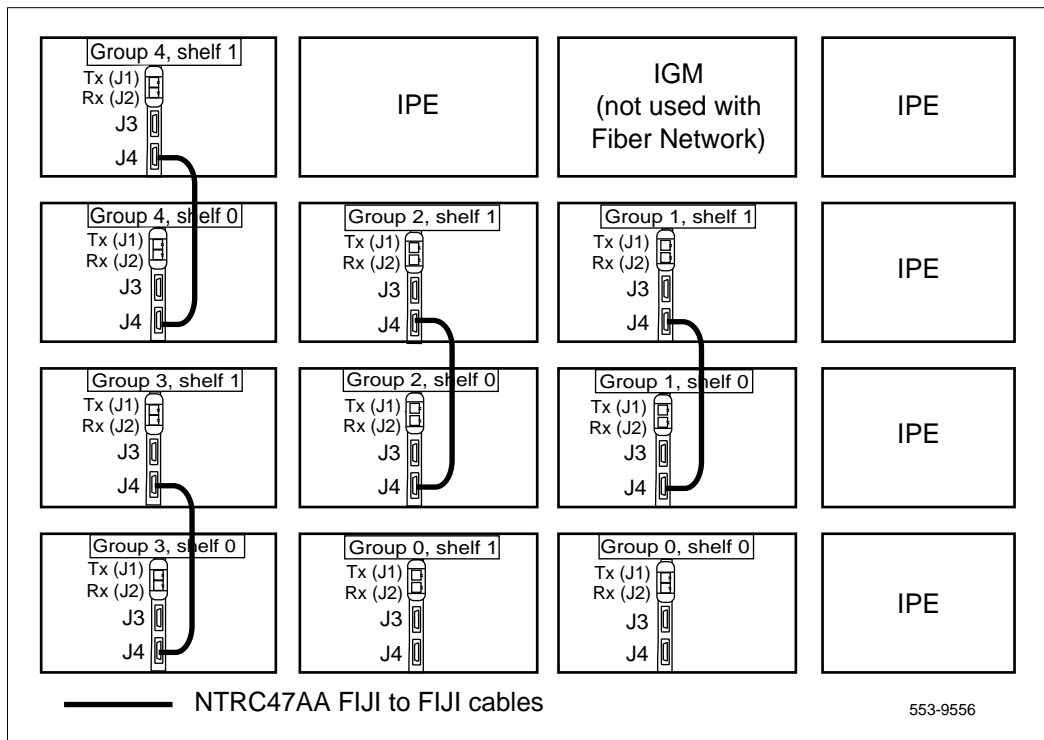 Group 4, shelf 1
Tx (J1)
Rx (J2)
J3
J4
IPE
IGM
(not used with
Fiber Network)
IPE
Group 4, shelf 0
Tx (J1)
Rx (J2)
J3
J4
Group 2, shelf 1
Tx (J1)
Rx (J2)
J3
J4
Group 1, shelf 1
Tx (J1)
Rx (J2)
J3
J4
IPE
Group 3, shelf 1
Tx (J1)
Rx (J2)
J3
J4
Group 2, shelf 0
Tx (J1)
Rx (J2)
J3
J4
Group 1, shelf 0
Tx (J1)
Rx (J2)
J3
J4
IPE
Group 3, shelf 0
Tx (J1)
Rx (J2)
J3
J4
Group 0, shelf 1
Tx (J1)
Rx (J2)
J3
J4
Group 0, shelf 0
Tx (J1)
Rx (J2)
J3
J4
IPE
NTRC47AA FIJI to FIJI cables
553-9556